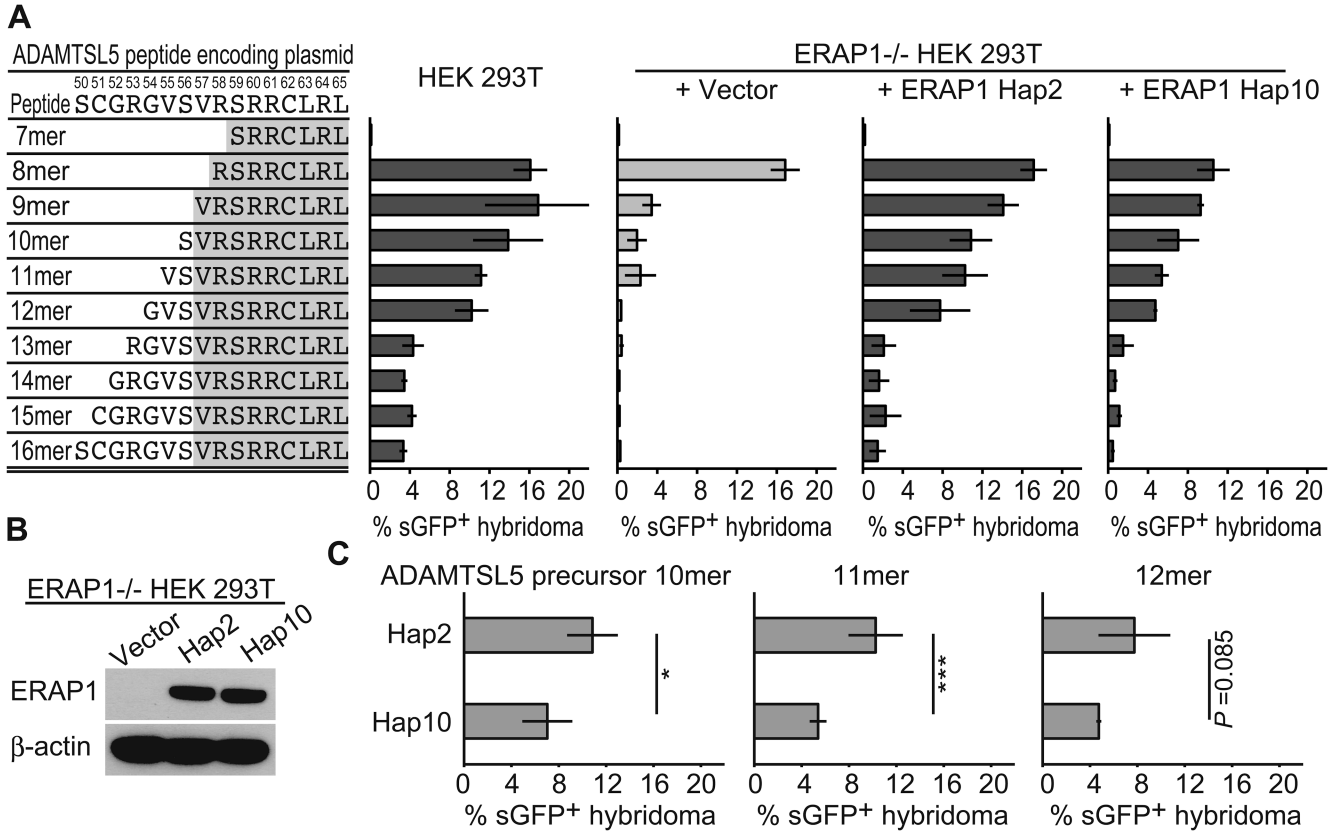 A
ADAMTSL5 peptide encoding plasmid
50 51 52 53 54 55 56 57 58 59 60 61 62 63 64 65
Peptide SCGRGVSVRSRRCLRL
7mer SRRCLRL
8mer RSRRCLRL
9mer VRSRRCLRL
10mer SVRSRRCLRL
11mer VSVRSRRCLRL
12mer GVSVRSRRCLRL
13mer RGVSVRSRRCLRL
14mer GRGVSVRSRRCLRL
15mer CGRGVSVRSRRCLRL
16mer SCGRGVSVRSRRCLRL
HEK 293T
0 4 8 12 16 20
% sGFP+ hybridoma
ERAP1-/- HEK 293T
+ Vector
0 4 8 12 16 20
% sGFP+ hybridoma
+ ERAP1 Hap2
0 4 8 12 16 20
% sGFP+ hybridoma
+ ERAP1 Hap10
0 4 8 12 16 20
% sGFP+ hybridoma
B
ERAP1-/- HEK 293T
Vector Hap2 Hap10
ERAP1
β-actin
C
ADAMTSL5 precursor 10mer
Hap2
Hap10
*
0 4 8 12 16 20
% sGFP+ hybridoma
11mer
***
0 4 8 12 16 20
% sGFP+ hybridoma
12mer
P =0.085
0 4 8 12 16 20
% sGFP+ hybridoma